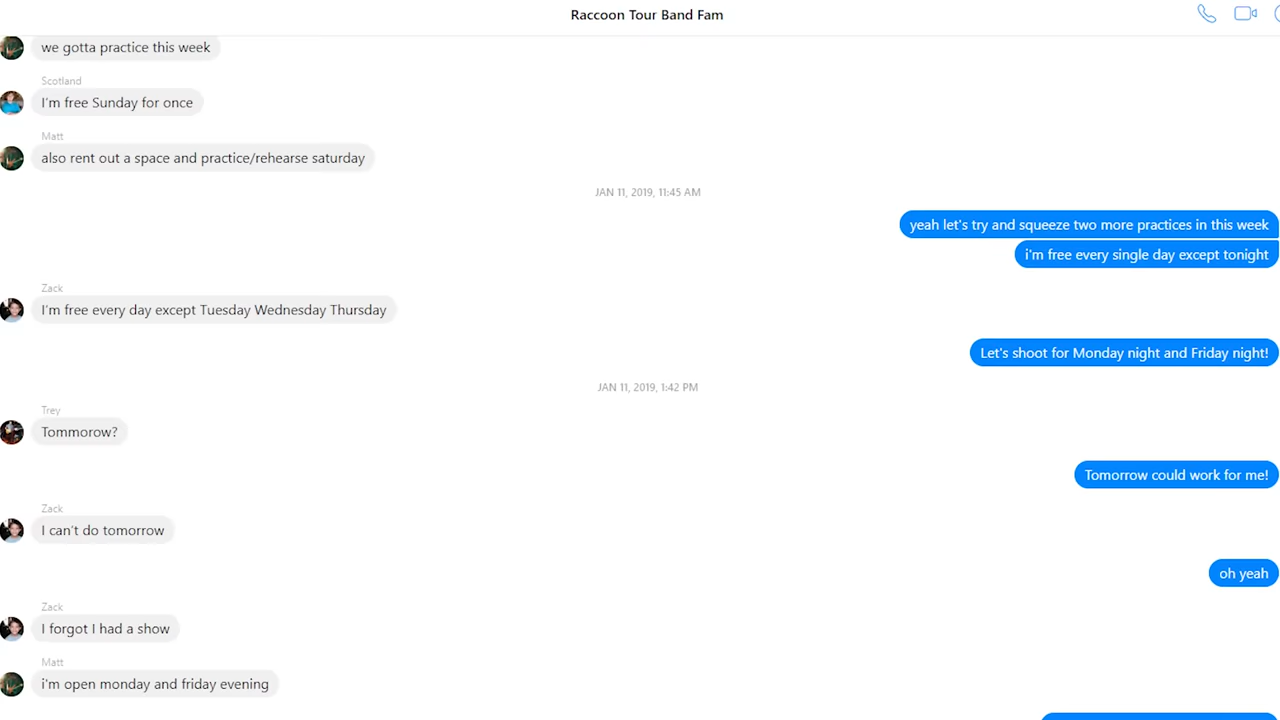 Raccoon Tour Band Fam
we gotta practice this week
Scotland
I'm free Sunday for once
Matt
also rent out a space and practice/rehearse saturday
JAN 11, 2019, 11:45 AM
yeah let's try and squeeze two more practices in this week
i'm free every single day except tonight
Zack
I'm free every day except Tuesday Wednesday Thursday
Let's shoot for Monday night and Friday night!
JAN 11, 2019, 1:42 PM
Trey
Tommorow?
Tomorrow could work for me!
Zack
I can't do tomorrow
oh yeah
Zack
I forgot I had a show
Matt
i'm open monday and friday evening